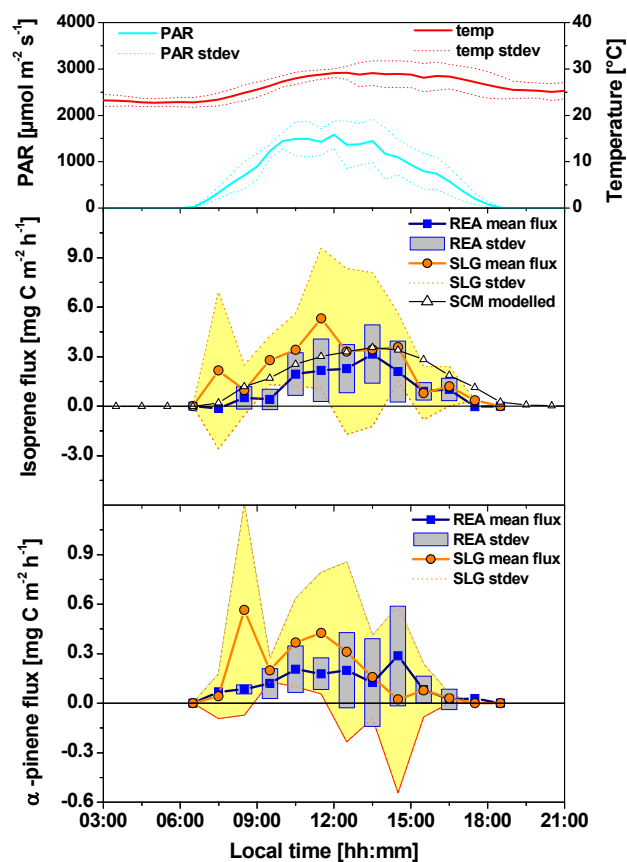 4000
3000
2000
1000
0
PAR [µmol m⁻² s⁻¹]
PAR
PAR stdev
temp
temp stdev
40
30
20
10
0
Temperature [°C]
9.0
6.0
3.0
0.0
-3.0
Isoprene flux [mg C m⁻² h⁻¹]
REA mean flux
REA stdev
SLG mean flux
SLG stdev
SCM modelled
0.9
0.6
0.3
0.0
-0.3
-0.6
α -pinene flux [mg C m⁻² h⁻¹]
REA mean flux
REA stdev
SLG mean flux
SLG stdev
03:00 06:00 09:00 12:00 15:00 18:00 21:00
Local time [hh:mm]